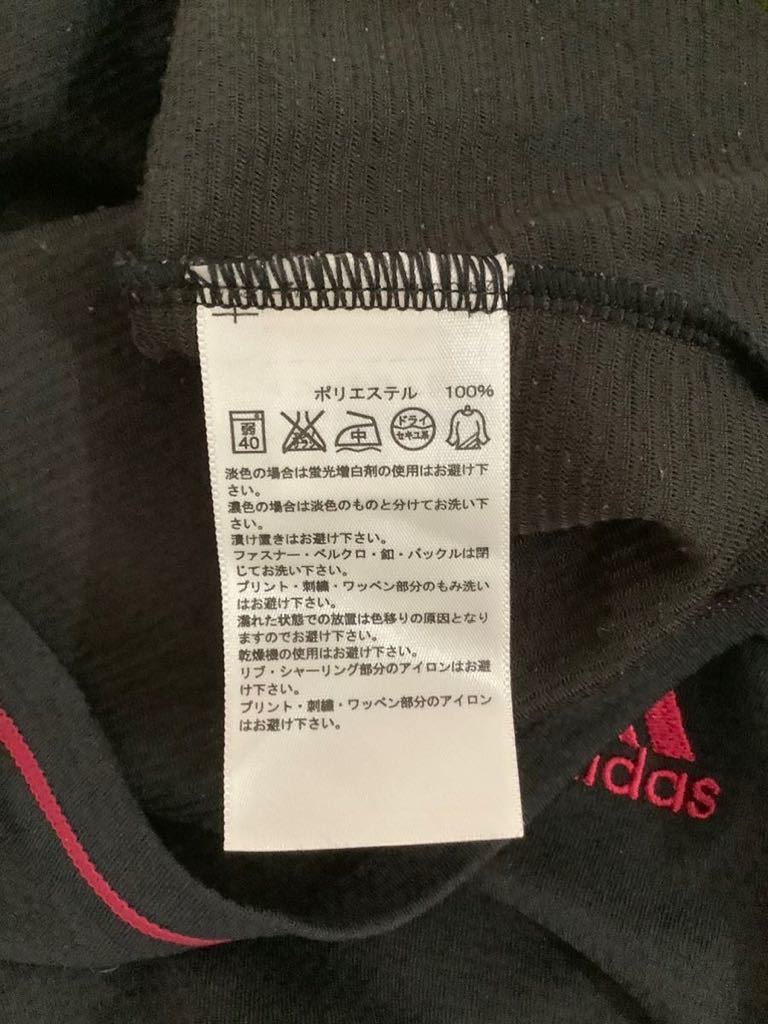 ポリエステル 100%
弱 40 中 ドライ セキユ系
淡色の場合は蛍光増白剤の使用はお避け下
さい。
濃色の場合は淡色のものと分けてお洗い下
さい。
漬け置きはお避け下さい。
ファスナー・ベルクロ・釦・バックルは閉
じてお洗い下さい。
プリント・刺繍・ワッペン部分のもみ洗い
はお避け下さい。
濡れた状態での放置は色移りの原因となり
ますのでお避け下さい。
乾燥機の使用はお避け下さい。
リブ・シャーリング部分のアイロンはお避
け下さい。
プリント・刺繍・ワッペン部分のアイロン
はお避け下さい。
adidas